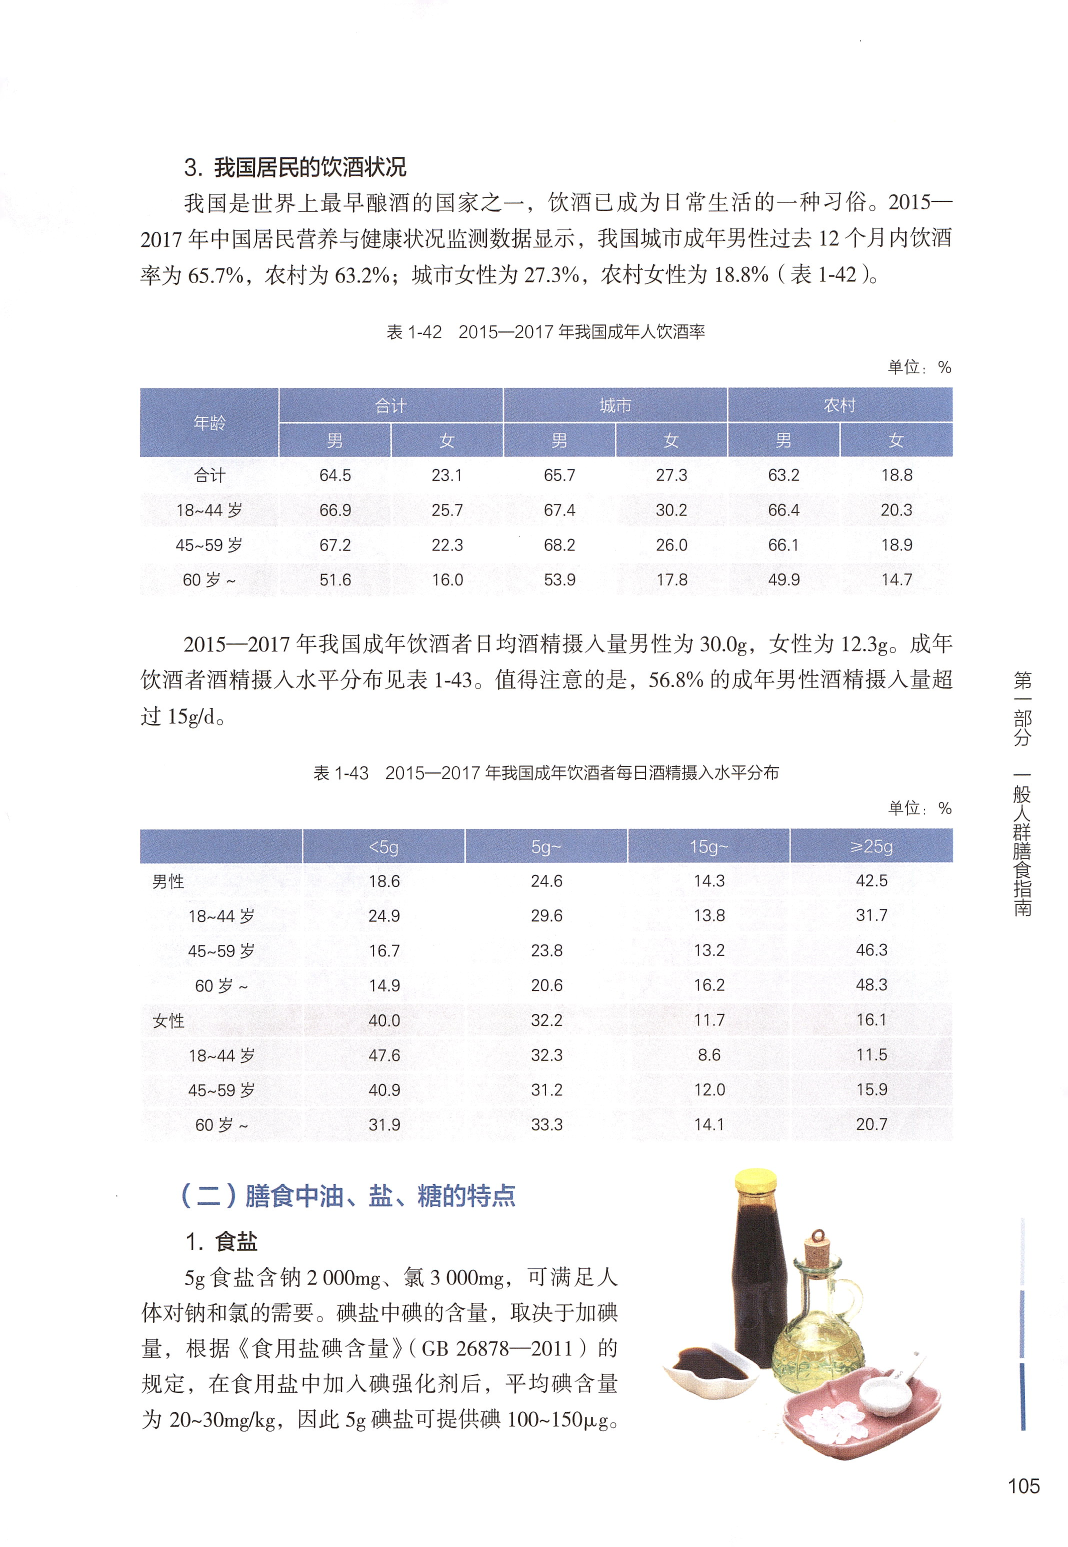 3. 我国居民的饮酒状况
我国是世界上最早酿酒的国家之一，饮酒已成为日常生活的一种习俗。2015—
2017 年中国居民营养与健康状况监测数据显示，我国城市成年男性过去 12 个月内饮酒
率为 65.7%，农村为 63.2%；城市女性为 27.3%，农村女性为 18.8%（表 1-42）。
表 1-42 2015—2017 年我国成年人饮酒率
单位：%
年龄 合计 城市 农村
男 女 男 女 男 女
合计 64.5 23.1 65.7 27.3 63.2 18.8
18~44 岁 66.9 25.7 67.4 30.2 66.4 20.3
45~59 岁 67.2 22.3 68.2 26.0 66.1 18.9
60 岁 ~ 51.6 16.0 53.9 17.8 49.9 14.7
2015—2017 年我国成年饮酒者日均酒精摄入量男性为 30.0g，女性为 12.3g。成年
饮酒者酒精摄入水平分布见表 1-43。值得注意的是，56.8% 的成年男性酒精摄入量超
过 15g/d。
表 1-43 2015—2017 年我国成年饮酒者每日酒精摄入水平分布
单位：%
<5g 5g~ 15g~ ≥25g
男性 18.6 24.6 14.3 42.5
18~44 岁 24.9 29.6 13.8 31.7
45~59 岁 16.7 23.8 13.2 46.3
60 岁 ~ 14.9 20.6 16.2 48.3
女性 40.0 32.2 11.7 16.1
18~44 岁 47.6 32.3 8.6 11.5
45~59 岁 40.9 31.2 12.0 15.9
60 岁 ~ 31.9 33.3 14.1 20.7
（二）膳食中油、盐、糖的特点
1. 食盐
5g 食盐含钠 2 000mg、氯 3 000mg，可满足人
体对钠和氯的需要。碘盐中碘的含量，取决于加碘
量，根据《食用盐碘含量》（GB 26878—2011）的
规定，在食用盐中加入碘强化剂后，平均碘含量
为 20~30mg/kg，因此 5g 碘盐可提供碘 100~150μg。
第一部分 一般人群膳食指南
105